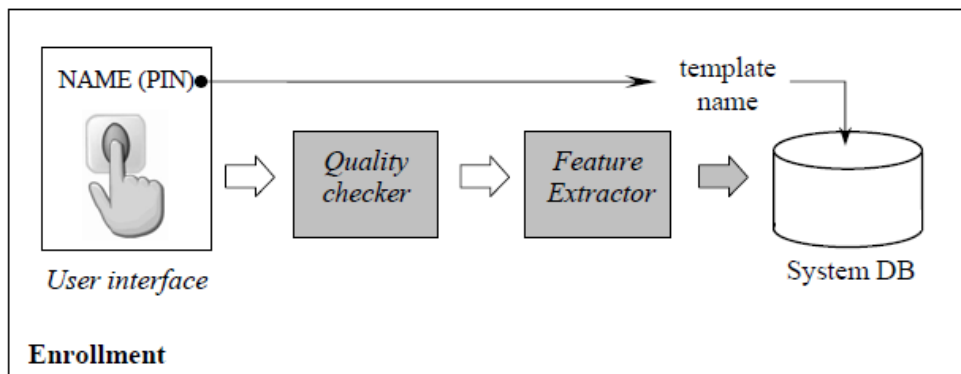 NAME (PIN)
template
name
Quality
checker
Feature
Extractor
User interface
System DB
Enrollment